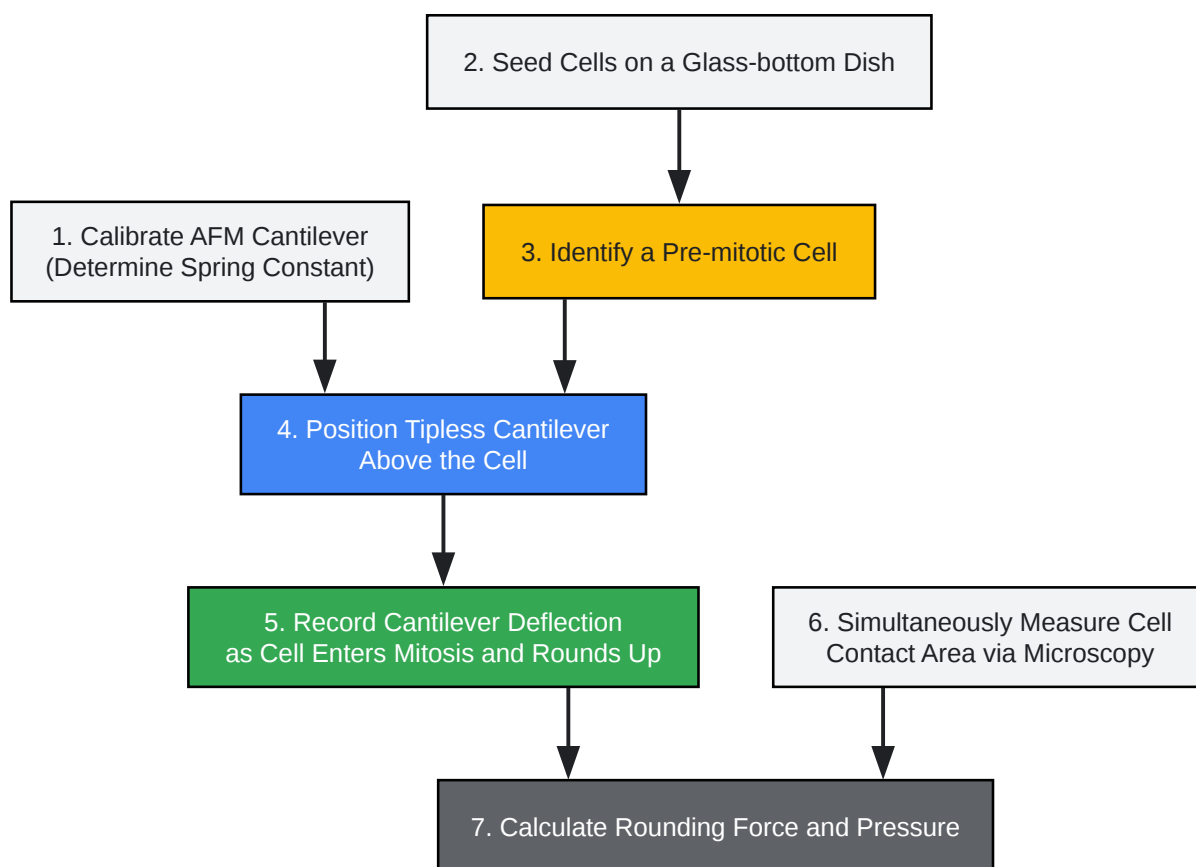 2. Seed Cells on a Glass-bottom Dish
1. Calibrate AFM Cantilever
(Determine Spring Constant)
3. Identify a Pre-mitotic Cell
4. Position Tipless Cantilever
Above the Cell
5. Record Cantilever Deflection
as Cell Enters Mitosis and Rounds Up
6. Simultaneously Measure Cell
Contact Area via Microscopy
7. Calculate Rounding Force and Pressure